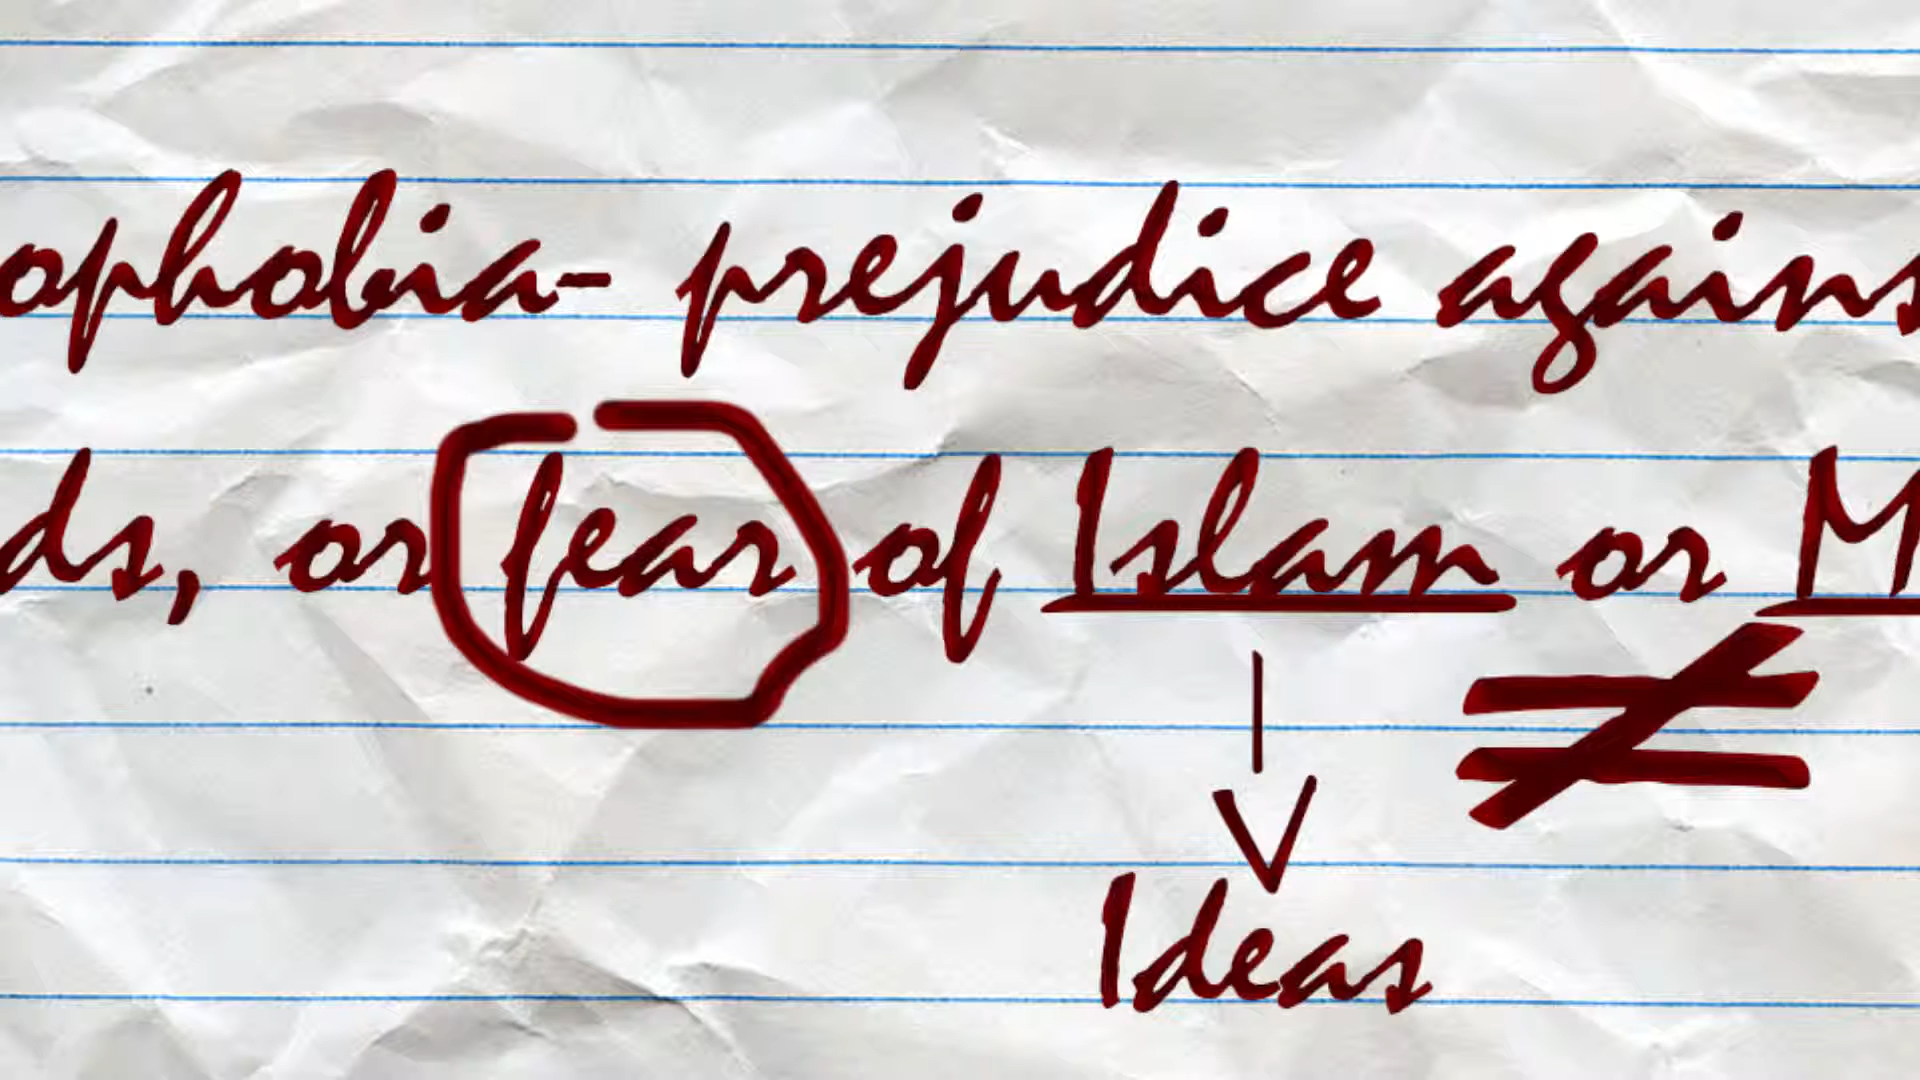 ophobia- prejudice agains
ds, or fear of Islam or M
≠
Ideas